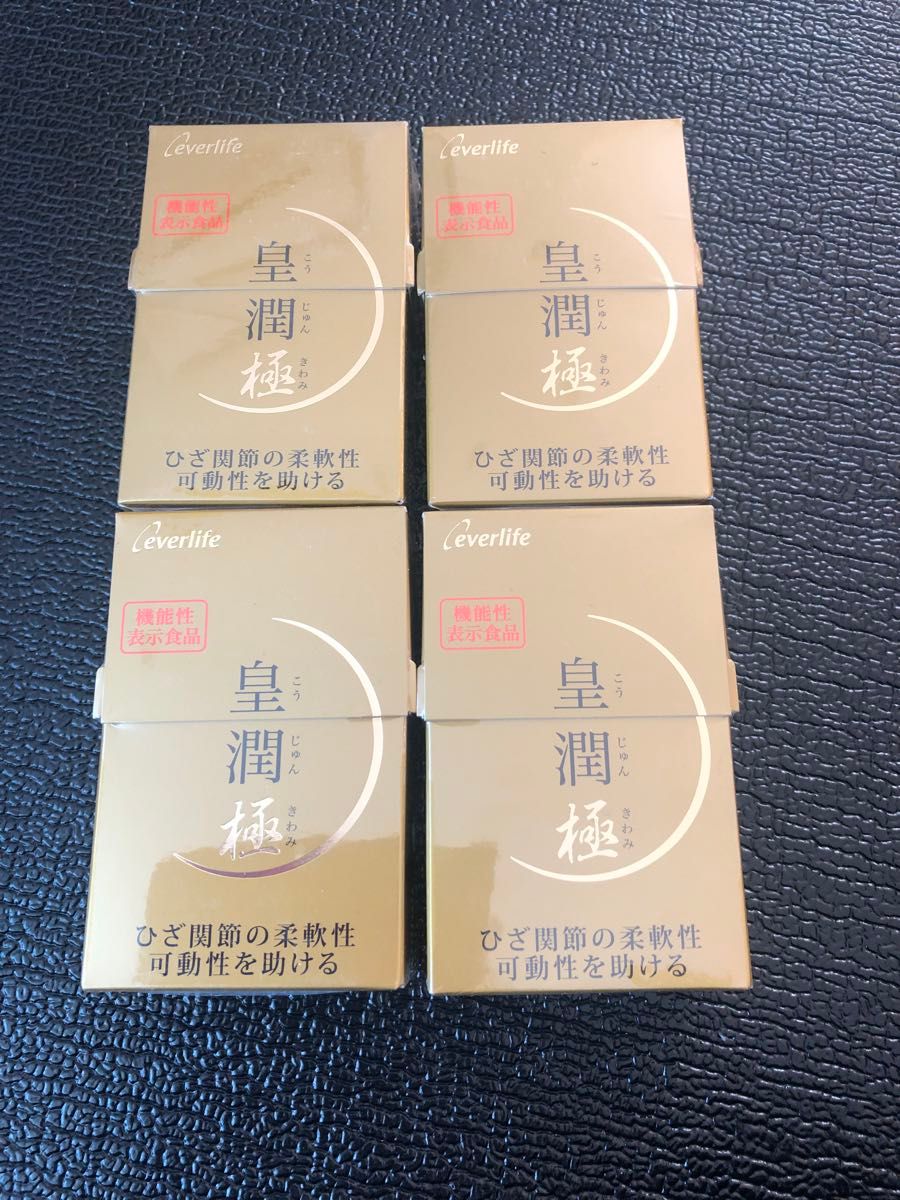 everlife
機能性
表示食品
皇潤極
こうじゅんきわみ
ひざ関節の柔軟性
可動性を助ける
everlife
機能性
表示食品
皇潤極
こうじゅんきわみ
ひざ関節の柔軟性
可動性を助ける
everlife
機能性
表示食品
皇潤極
こうじゅんきわみ
ひざ関節の柔軟性
可動性を助ける
everlife
機能性
表示食品
皇潤極
こうじゅんきわみ
ひざ関節の柔軟性
可動性を助ける